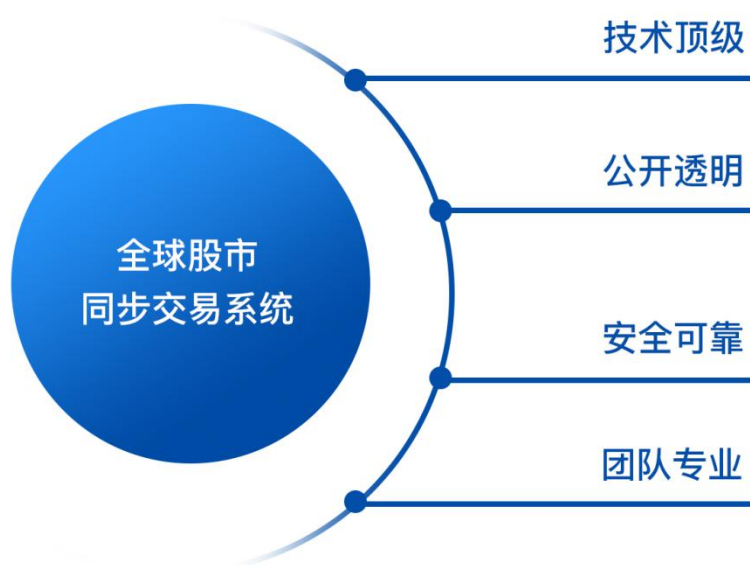 技术顶级
公开透明
全球股市
同步交易系统
安全可靠
团队专业